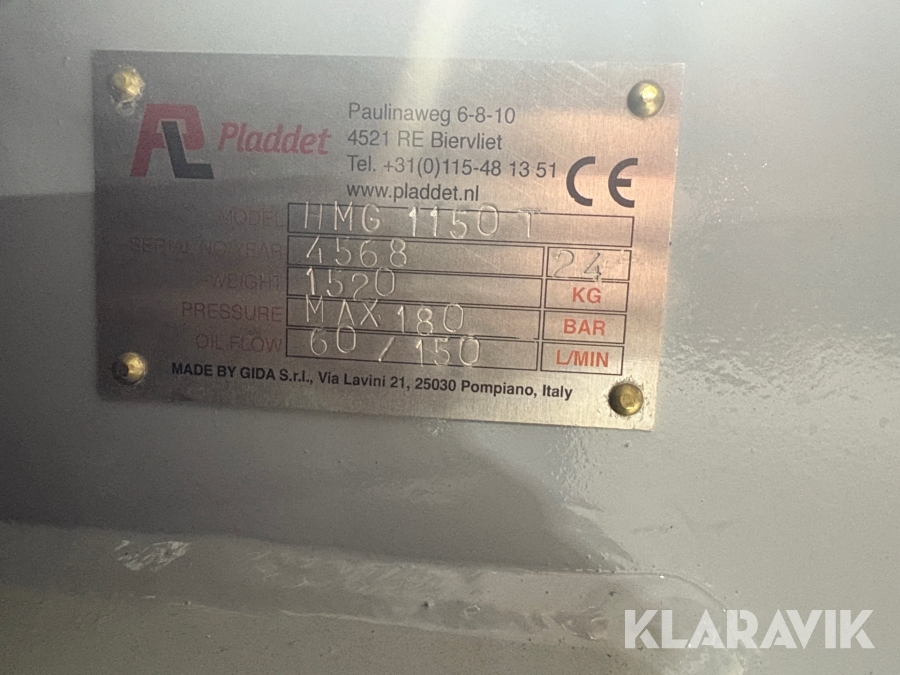 PL Pladdet
Paulinaweg 6-8-10
4521 RE Biervliet
Tel. +31(0)115-48 13 51
www.pladdet.nl
CE
MODEL HMG 1150 T
SERIAL NO/YEAR 4568 24
WEIGHT 1520 KG
PRESSURE MAX 180 BAR
OIL FLOW 60 / 150 L/MIN
MADE BY GIDA S.r.l., Via Lavini 21, 25030 Pompiano, Italy
KLARAVIK